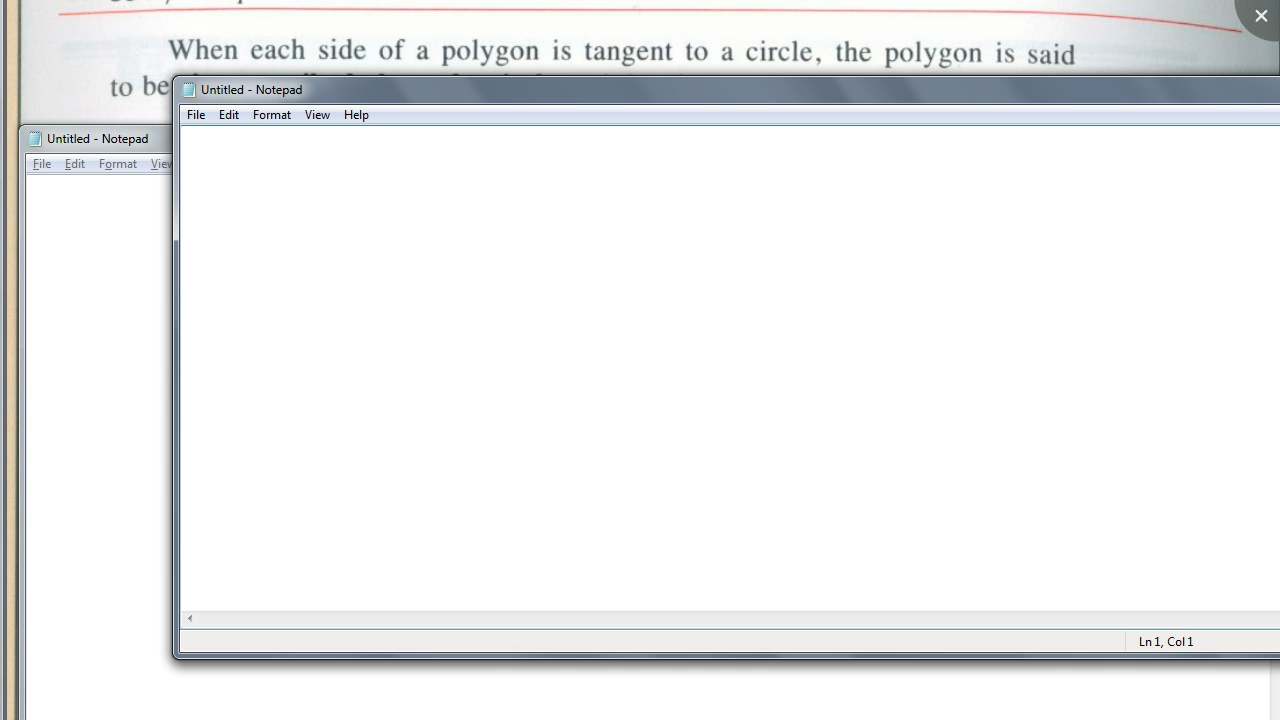 When each side of a polygon is tangent to a circle, the polygon is said
to be
Untitled - Notepad
File Edit Format View Help
Untitled - Notepad
File Edit Format View
Ln 1, Col 1